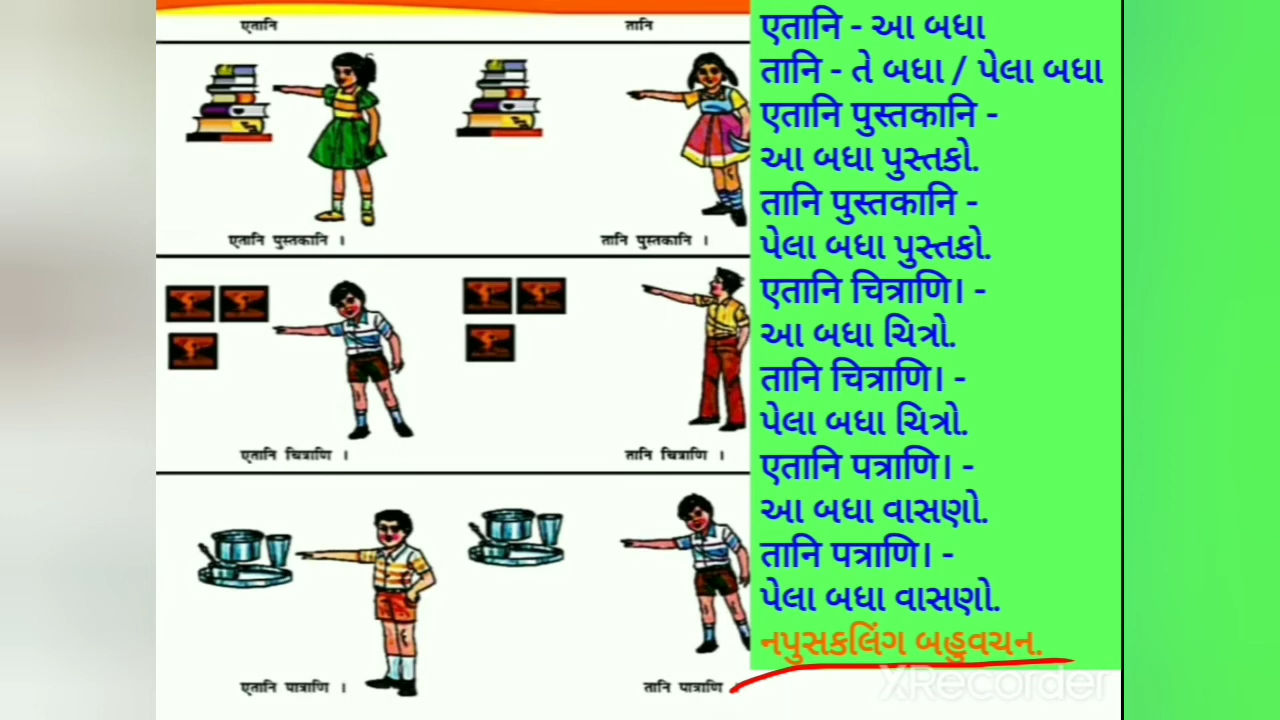 एतानि
तानि
एतानि पुस्तकानि ।
तानि पुस्तकानि ।
एतानि चित्राणि ।
तानि चित्राणि ।
एतानि पात्राणि ।
तानि पात्राणि ।
एतानि - આ બધા
तानि - તે બધા / પેલા બધા
एतानि पुस्तकानि -
આ બધા પુસ્તકો.
तानि पुस्तकानि -
પેલા બધા પુસ્તકો.
एतानि चित्राणि। -
આ બધા ચિત્રો.
तानि चित्राणि। -
પેલા બધા ચિત્રો.
एतानि पत्राणि। -
આ બધા વાસણો.
तानि पत्राणि। -
પેલા બધા વાસણો.
નપુસકલિંગ બહુવચન.
XRecorder